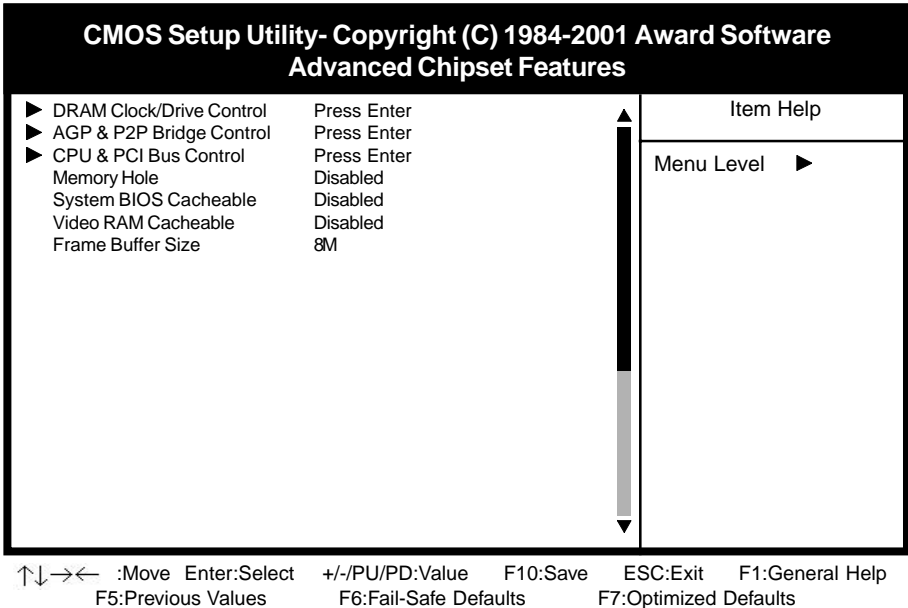 CMOS Setup Utility- Copyright (C) 1984-2001 Award Software
Advanced Chipset Features
▶ DRAM Clock/Drive Control Press Enter
▶ AGP & P2P Bridge Control Press Enter
▶ CPU & PCI Bus Control Press Enter
Memory Hole Disabled
System BIOS Cacheable Disabled
Video RAM Cacheable Disabled
Frame Buffer Size 8M
Item Help
Menu Level ▶
↑↓→← :Move Enter:Select +/-/PU/PD:Value F10:Save ESC:Exit F1:General Help
F5:Previous Values F6:Fail-Safe Defaults F7:Optimized Defaults